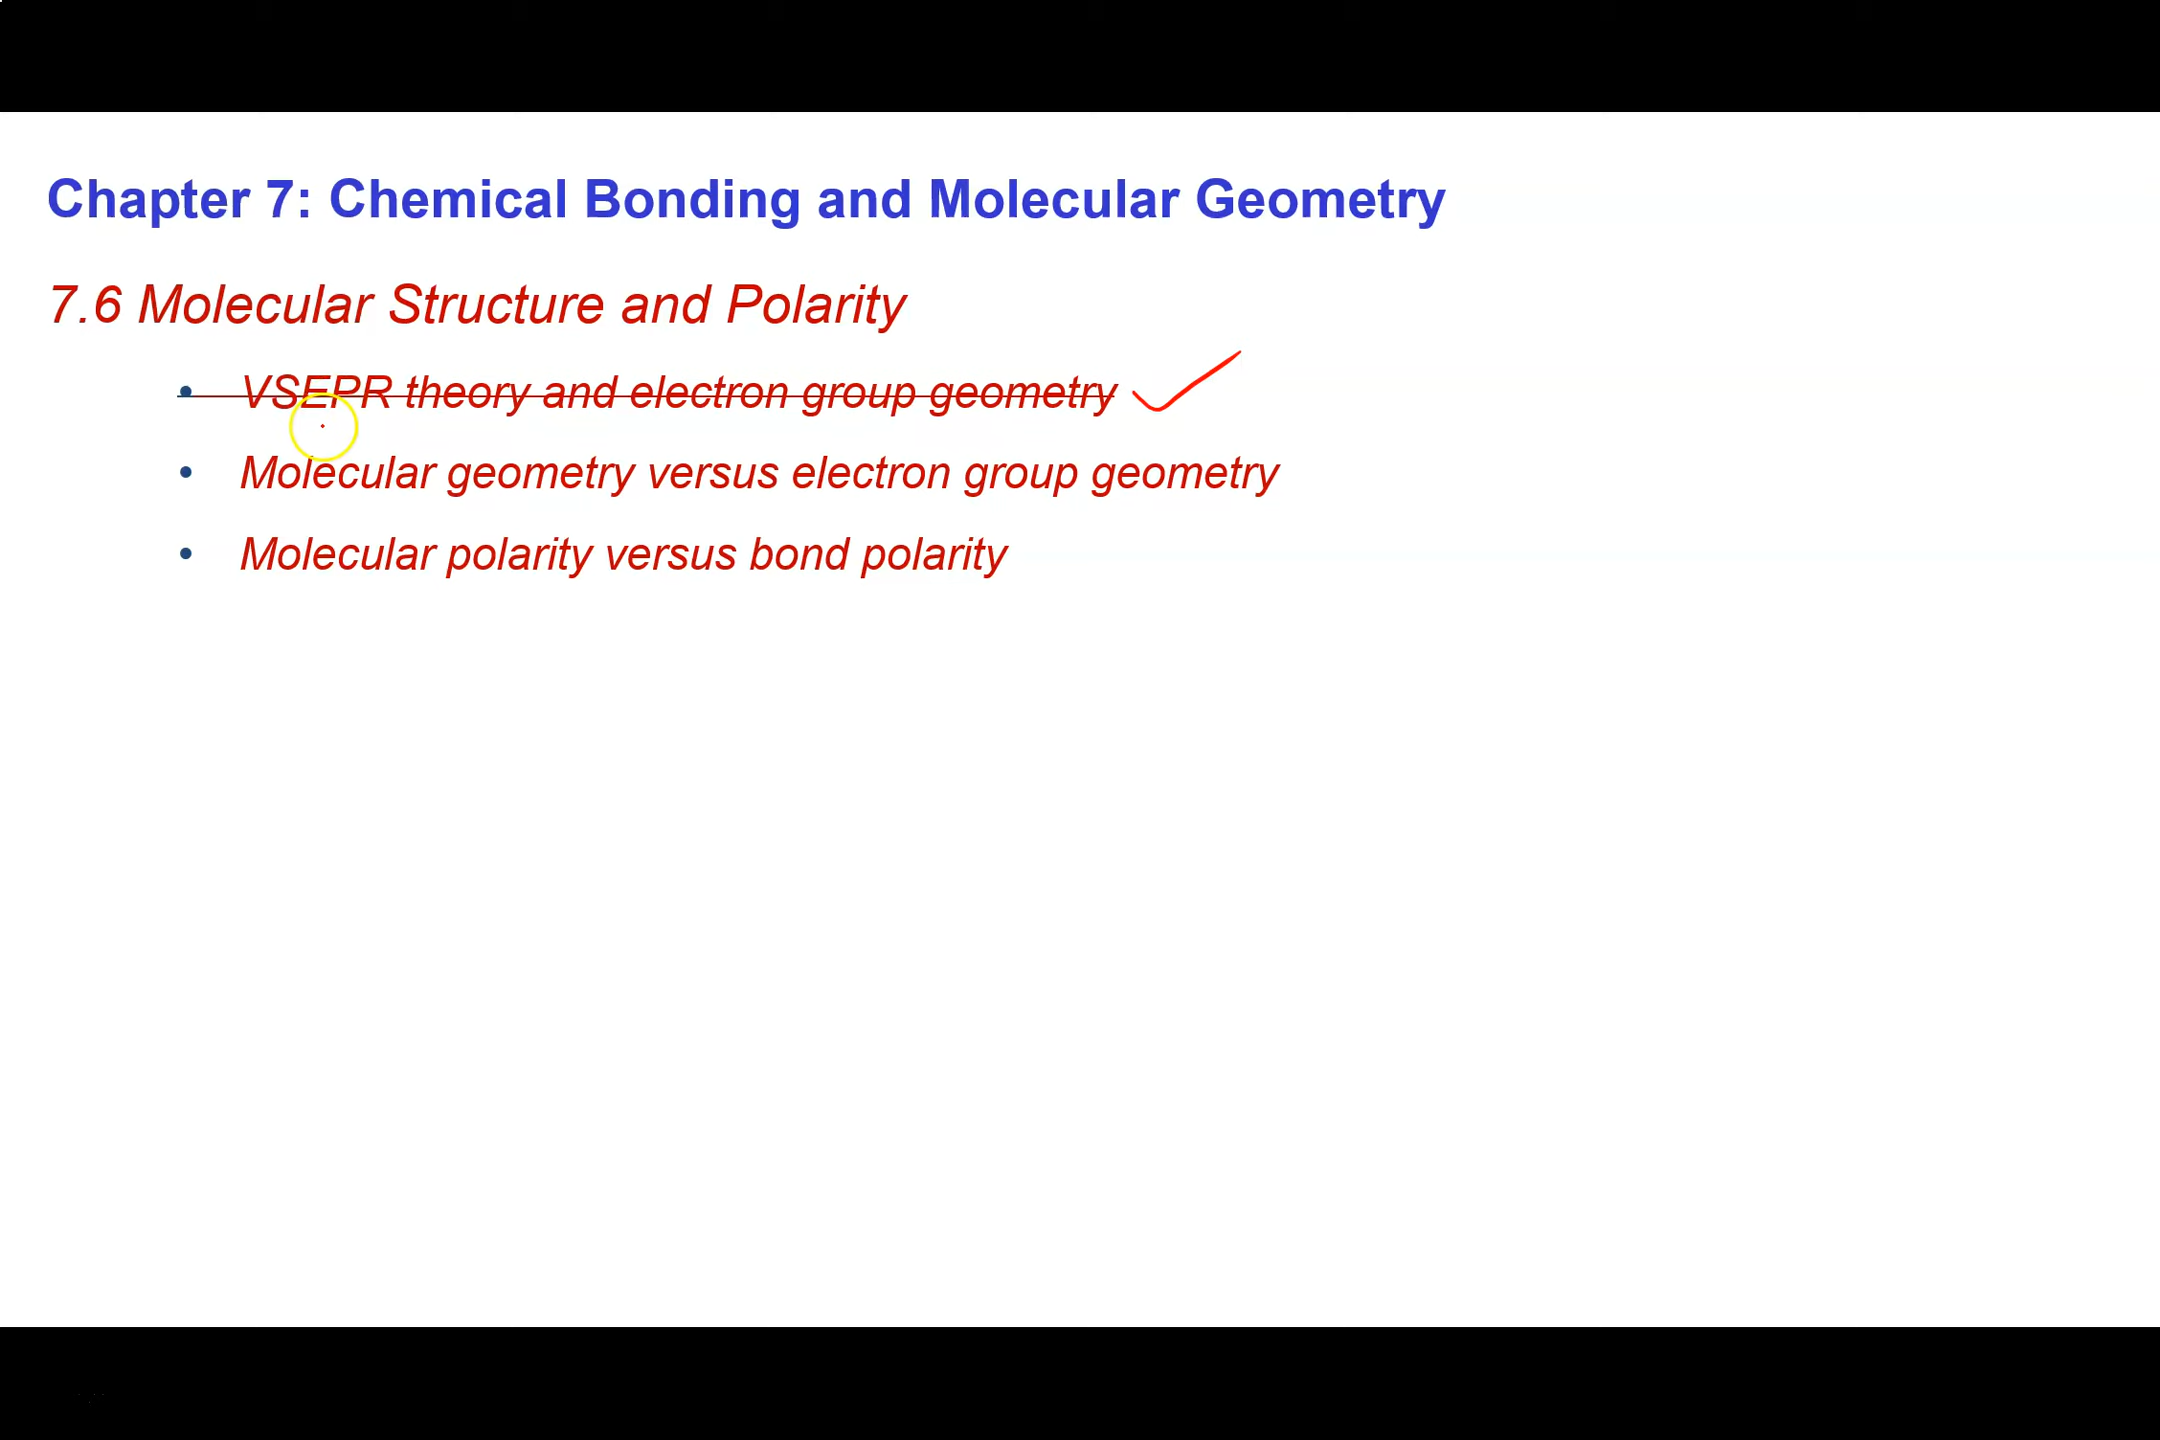 Chapter 7: Chemical Bonding and Molecular Geometry
7.6 Molecular Structure and Polarity
• VSEPR theory and electron group geometry
• Molecular geometry versus electron group geometry
• Molecular polarity versus bond polarity